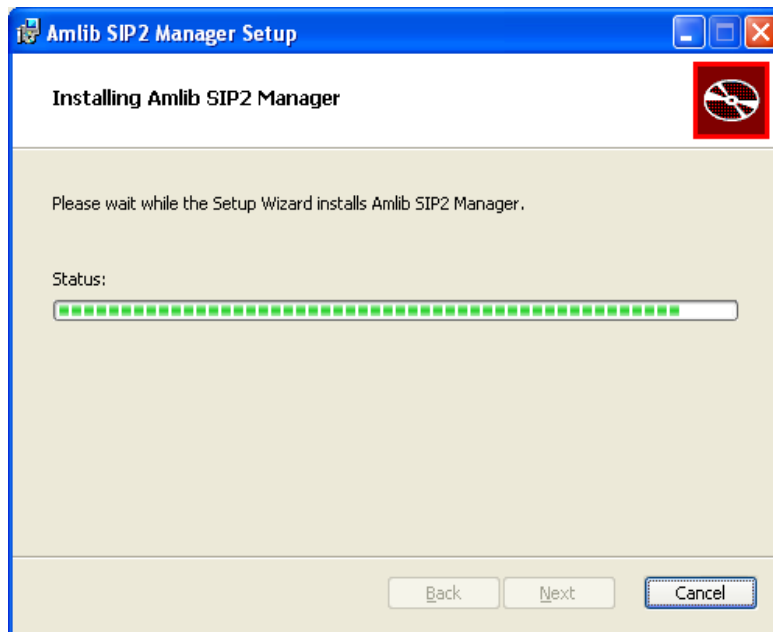 Amlib SIP2 Manager Setup
Installing Amlib SIP2 Manager
Please wait while the Setup Wizard installs Amlib SIP2 Manager.
Status:
Back Next Cancel